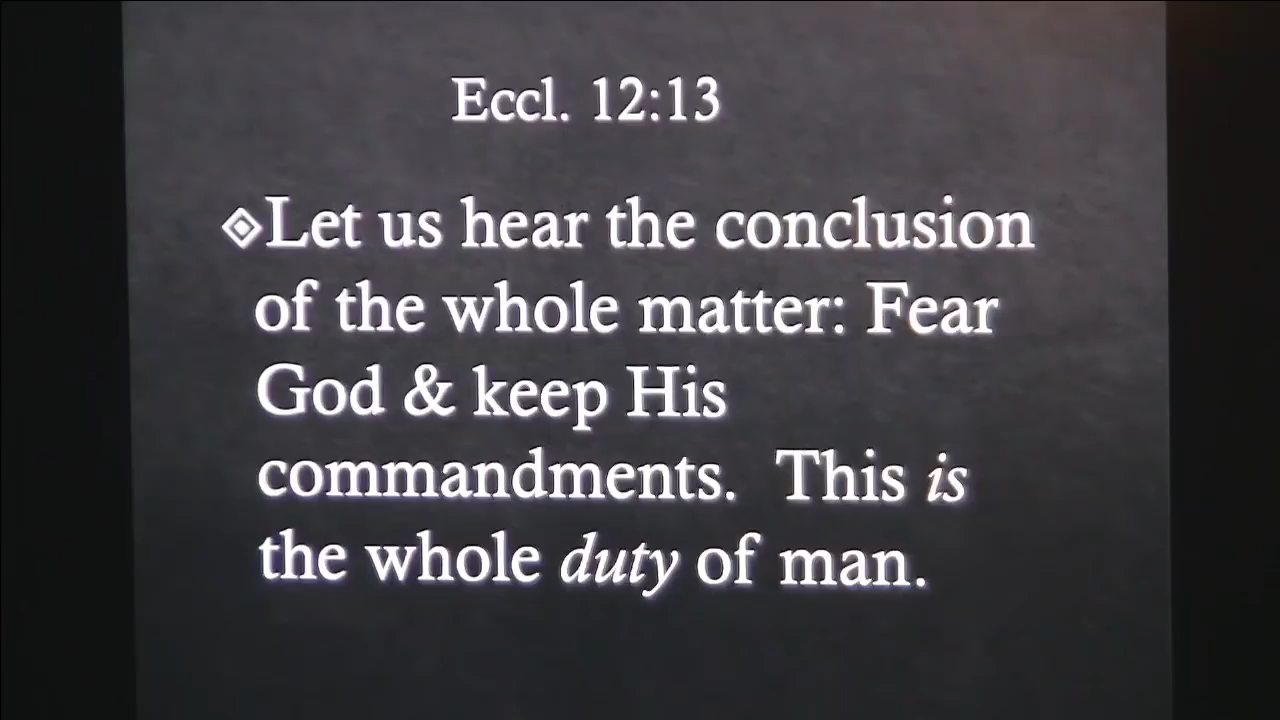 Eccl. 12:13
Let us hear the conclusion
of the whole matter: Fear
God & keep His
commandments. This is
the whole duty of man.